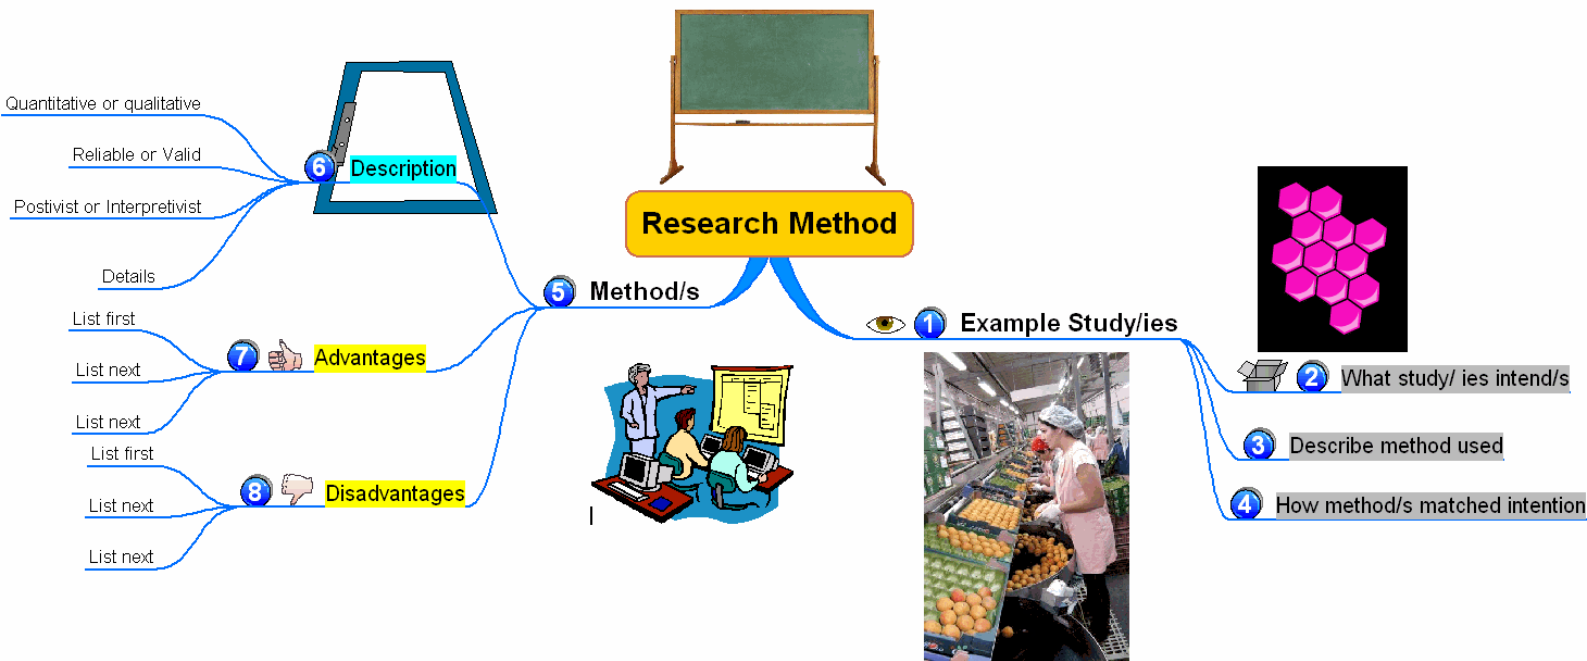 Research Method
1 Example Study/ies
2 What study/ ies intend/s
3 Describe method used
4 How method/s matched intention
5 Method/s
6 Description
Quantitative or qualitative
Reliable or Valid
Postivist or Interpretivist
Details
7 Advantages
List first
List next
List next
8 Disadvantages
List first
List next
List next